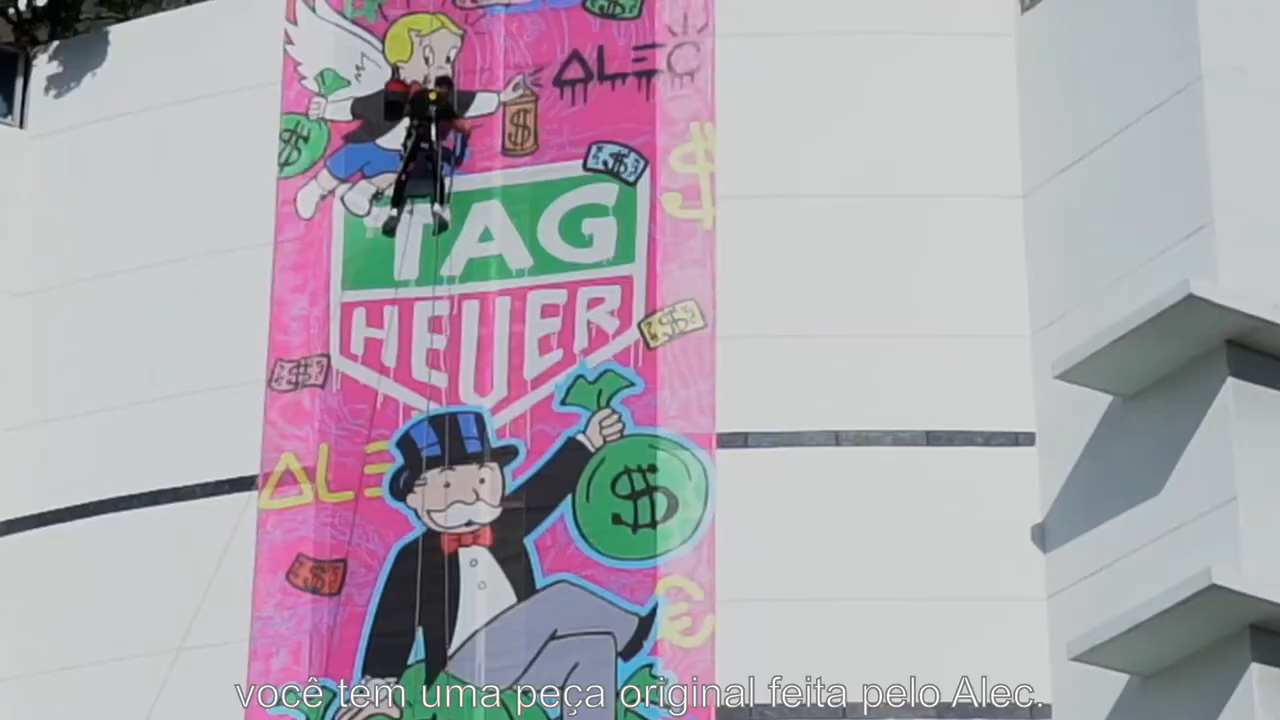 ALEC
$
$
$
$
TAG
HEUER
$
$
ALE
$
$
€
você tem uma peça original feita pelo Alec.